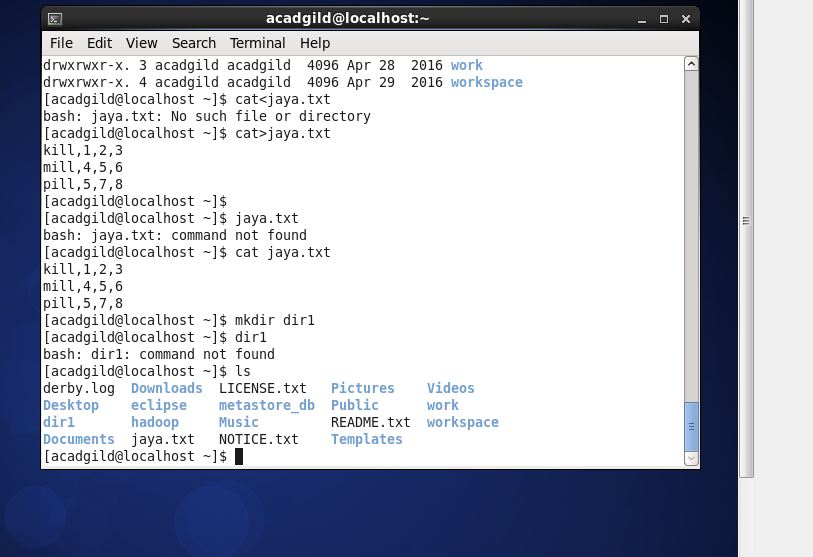 acadgild@localhost:~
File Edit View Search Terminal Help
drwxrwxr-x. 3 acadgild acadgild  4096 Apr 28  2016 work
drwxrwxr-x. 4 acadgild acadgild  4096 Apr 29  2016 workspace
[acadgild@localhost ~]$ cat<jaya.txt
bash: jaya.txt: No such file or directory
[acadgild@localhost ~]$ cat>jaya.txt
kill,1,2,3
mill,4,5,6
pill,5,7,8
[acadgild@localhost ~]$
[acadgild@localhost ~]$ jaya.txt
bash: jaya.txt: command not found
[acadgild@localhost ~]$ cat jaya.txt
kill,1,2,3
mill,4,5,6
pill,5,7,8
[acadgild@localhost ~]$ mkdir dir1
[acadgild@localhost ~]$ dir1
bash: dir1: command not found
[acadgild@localhost ~]$ ls
derby.log  Downloads  LICENSE.txt   Pictures    Videos
Desktop    eclipse    metastore_db  Public      work
dir1       hadoop     Music         README.txt  workspace
Documents  jaya.txt   NOTICE.txt    Templates
[acadgild@localhost ~]$